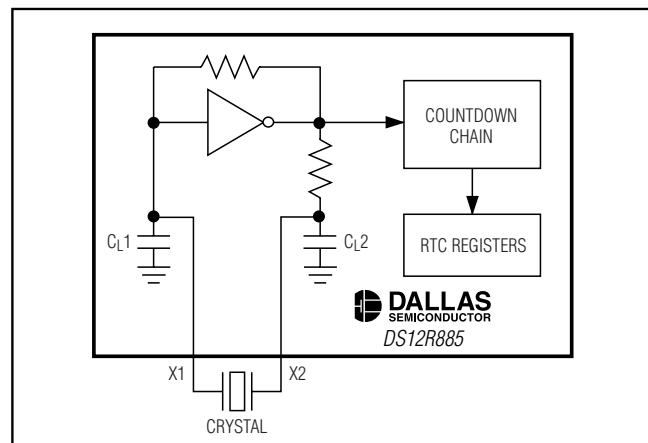 COUNTDOWN
CHAIN
RTC REGISTERS
CL1
CL2
DALLAS
SEMICONDUCTOR
DS12R885
X1
X2
CRYSTAL